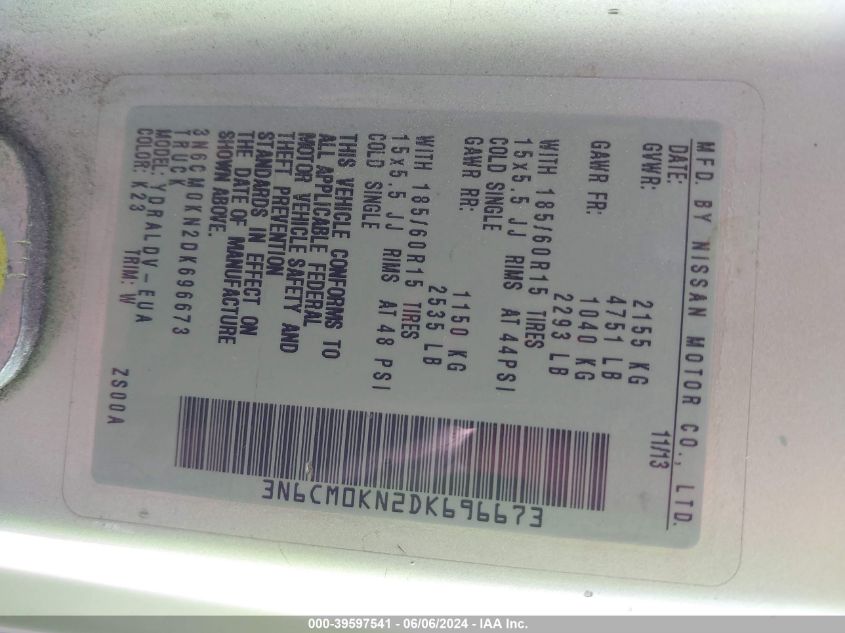 MFD. BY NISSAN MOTOR CO., LTD.
DATE: 11/13
GVWR: 2155 KG
4751 LB
GAWR FR: 1040 KG
2293 LB
WITH 185/60R15 TIRES
15x5.5 JJ RIMS AT 44PSI
COLD SINGLE
GAWR RR: 1150 KG
2535 LB
WITH 185/60R15 TIRES
15x5.5 JJ RIMS AT 48 PSI
COLD SINGLE
THIS VEHICLE CONFORMS TO
ALL APPLICABLE FEDERAL
MOTOR VEHICLE SAFETY AND
THEFT PREVENTION
STANDARDS IN EFFECT ON
THE DATE OF MANUFACTURE
SHOWN ABOVE.
3N6CM0KN2DK696673
TRUCK
MODEL: YDRALDV-EUA
COLOR: K23 TRIM: W ZS00A
3N6CM0KN2DK696673
000-39597541 - 06/06/2024 - IAA Inc.